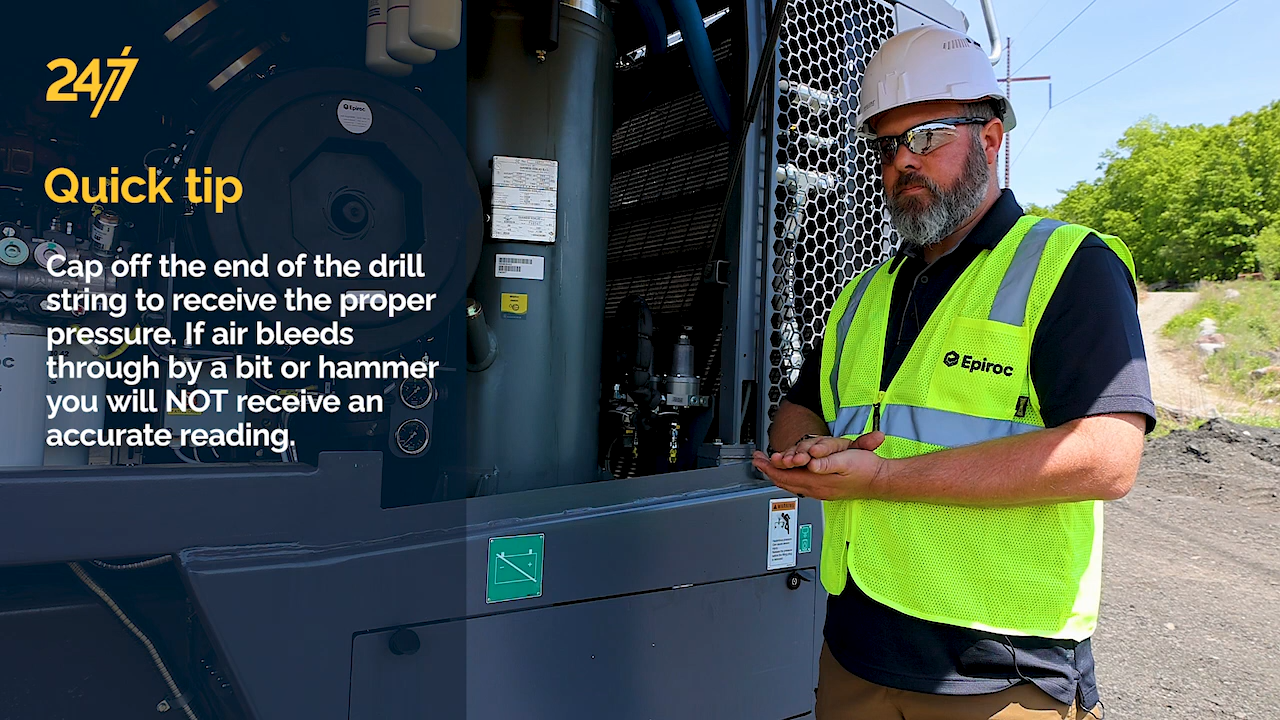 24/7
Quick tip
Cap off the end of the drill
string to receive the proper
pressure. If air bleeds
through by a bit or hammer
you will NOT receive an
accurate reading.
Epiroc
Epiroc
WARNING